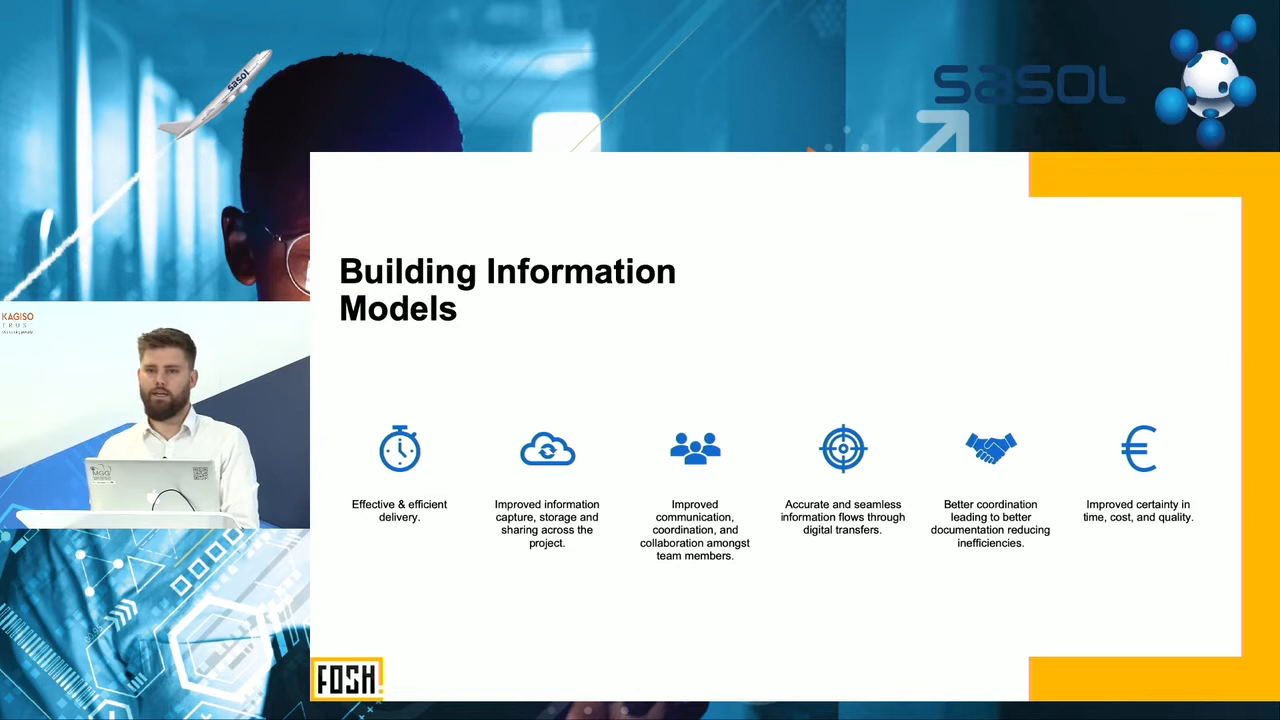 sasol
sasol
KAGISO
TRUST
Building Information
Models
Effective & efficient
delivery.
Improved information
capture, storage and
sharing across the
project.
Improved
communication,
coordination, and
collaboration amongst
team members.
Accurate and seamless
information flows through
digital transfers.
Better coordination
leading to better
documentation reducing
inefficiencies.
Improved certainty in
time, cost, and quality.
FOSH!